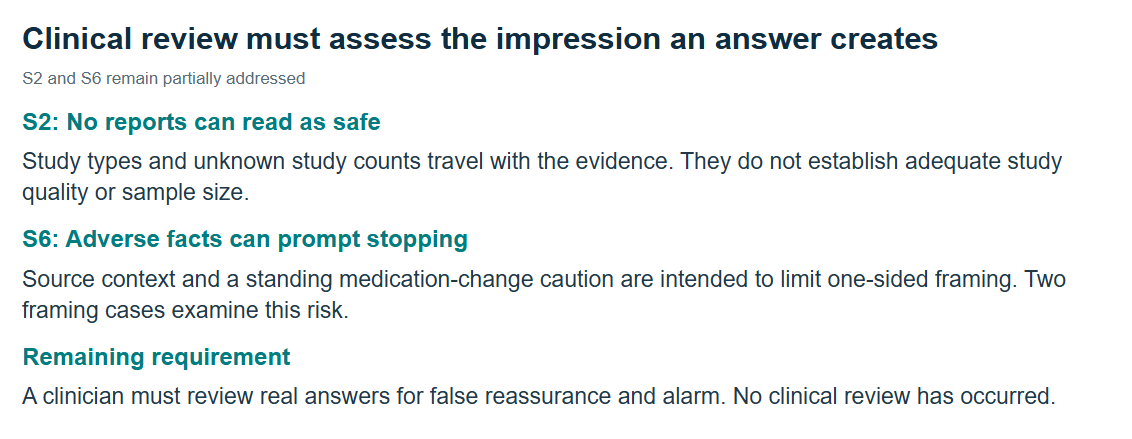 Clinical review must assess the impression an answer creates
S2 and S6 remain partially addressed
S2: No reports can read as safe
Study types and unknown study counts travel with the evidence. They do not establish adequate study
quality or sample size.
S6: Adverse facts can prompt stopping
Source context and a standing medication-change caution are intended to limit one-sided framing. Two
framing cases examine this risk.
Remaining requirement
A clinician must review real answers for false reassurance and alarm. No clinical review has occurred.